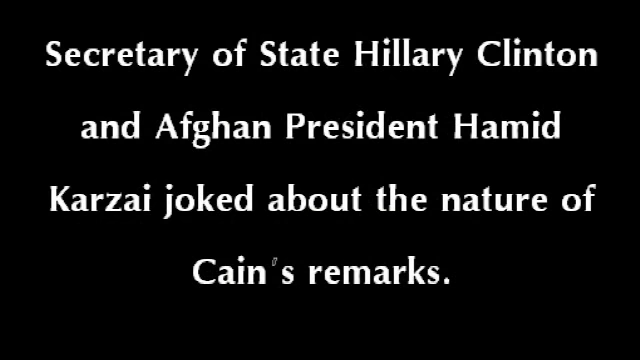 Secretary of State Hillary Clinton
and Afghan President Hamid
Karzai joked about the nature of
Cain's remarks.